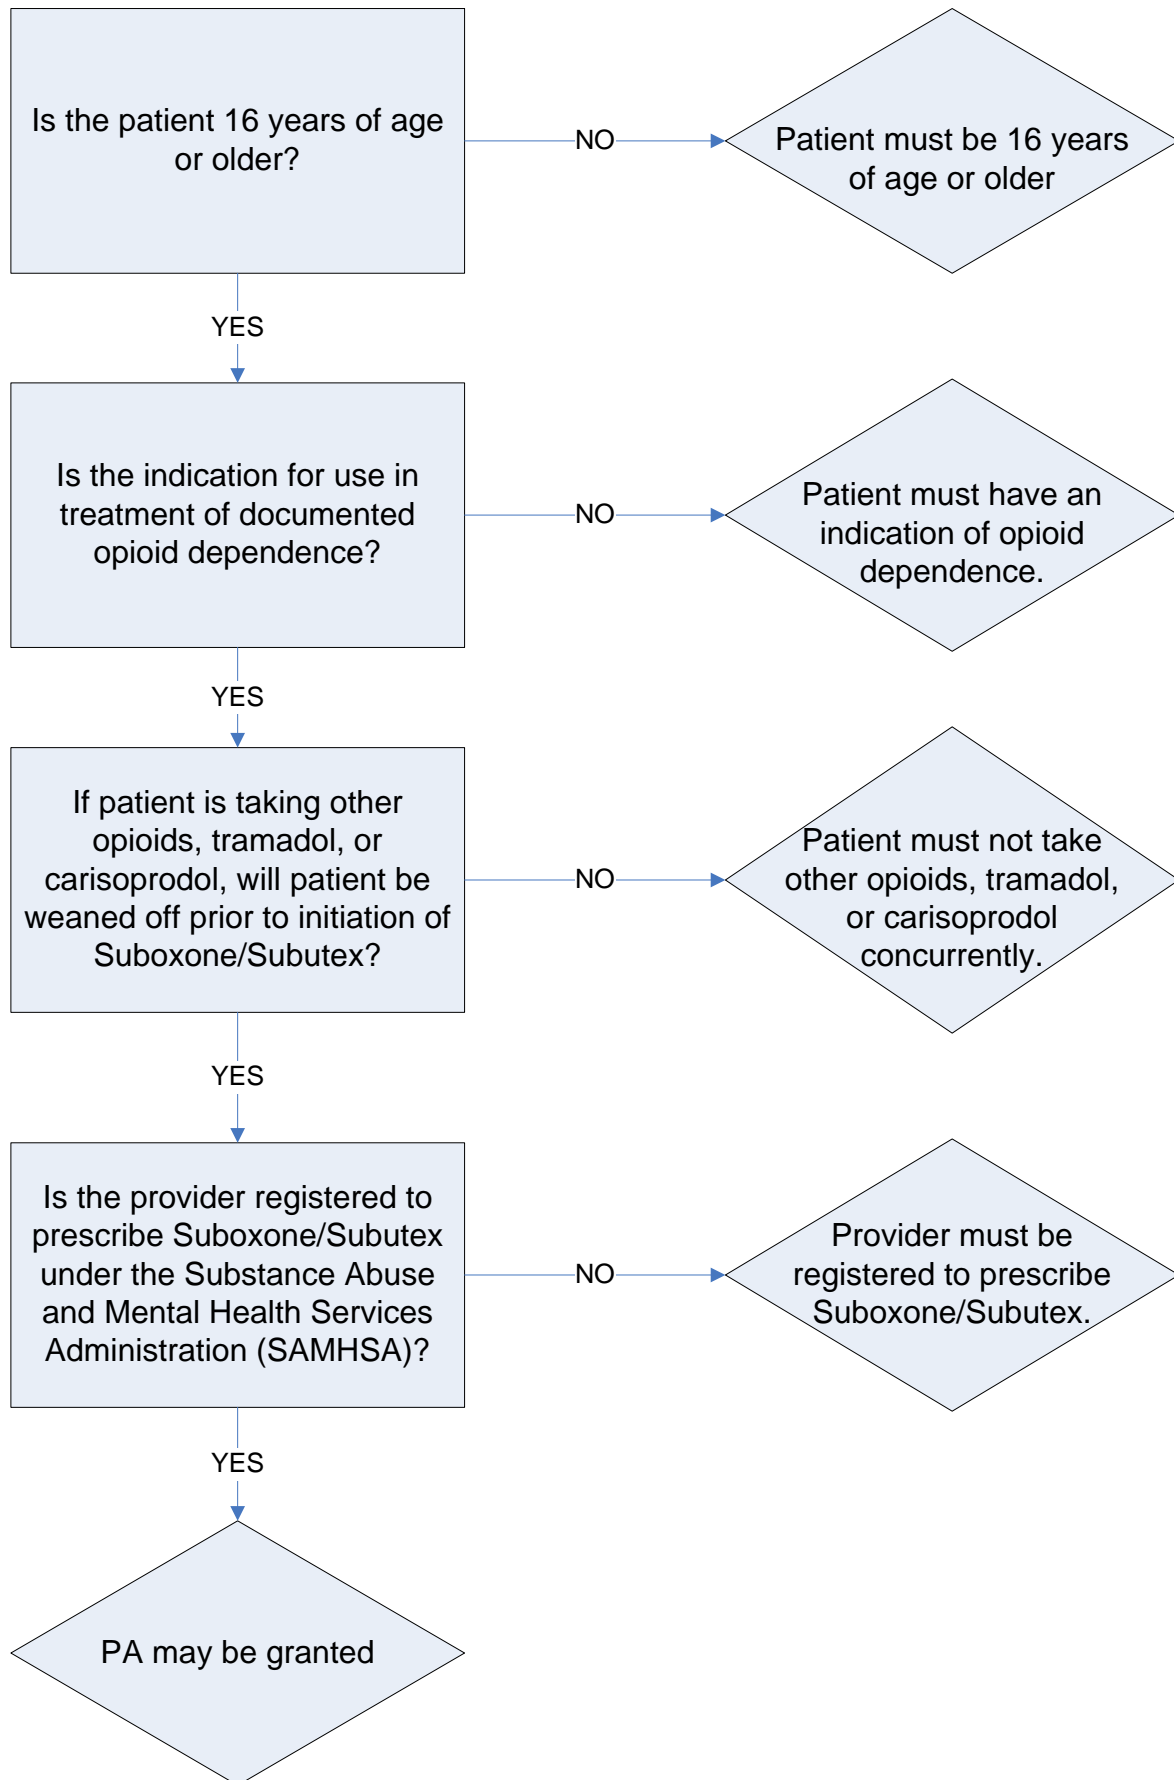 Is the patient 16 years of age
or older?
NO
Patient must be 16 years
of age or older
YES
Is the indication for use in
treatment of documented
opioid dependence?
NO
Patient must have an
indication of opioid
dependence.
YES
If patient is taking other
opioids, tramadol, or
carisoprodol, will patient be
weaned off prior to initiation of
Suboxone/Subutex?
NO
Patient must not take
other opioids, tramadol,
or carisoprodol
concurrently.
YES
Is the provider registered to
prescribe Suboxone/Subutex
under the Substance Abuse
and Mental Health Services
Administration (SAMHSA)?
NO
Provider must be
registered to prescribe
Suboxone/Subutex.
YES
PA may be granted